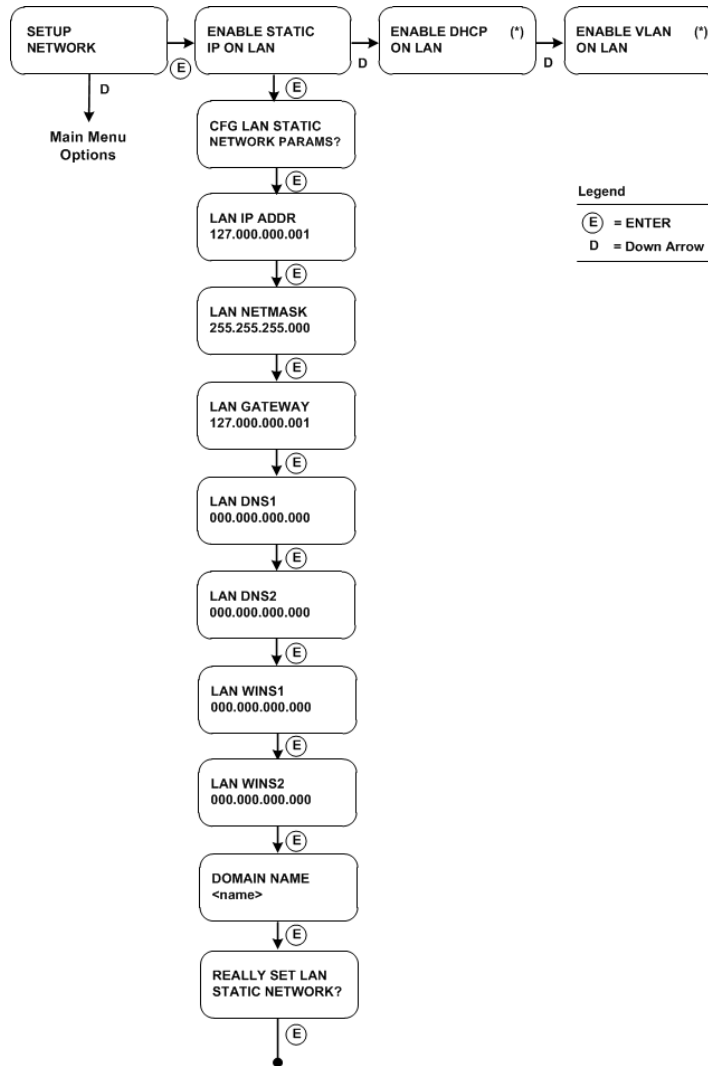 SETUP
NETWORK
E
ENABLE STATIC
IP ON LAN
D
ENABLE DHCP (*)
ON LAN
D
ENABLE VLAN (*)
ON LAN
D
Main Menu
Options
E
CFG LAN STATIC
NETWORK PARAMS?
E
LAN IP ADDR
127.000.000.001
Legend
E = ENTER
D = Down Arrow
E
LAN NETMASK
255.255.255.000
E
LAN GATEWAY
127.000.000.001
E
LAN DNS1
000.000.000.000
E
LAN DNS2
000.000.000.000
E
LAN WINS1
000.000.000.000
E
LAN WINS2
000.000.000.000
E
DOMAIN NAME
<name>
E
REALLY SET LAN
STATIC NETWORK?
E